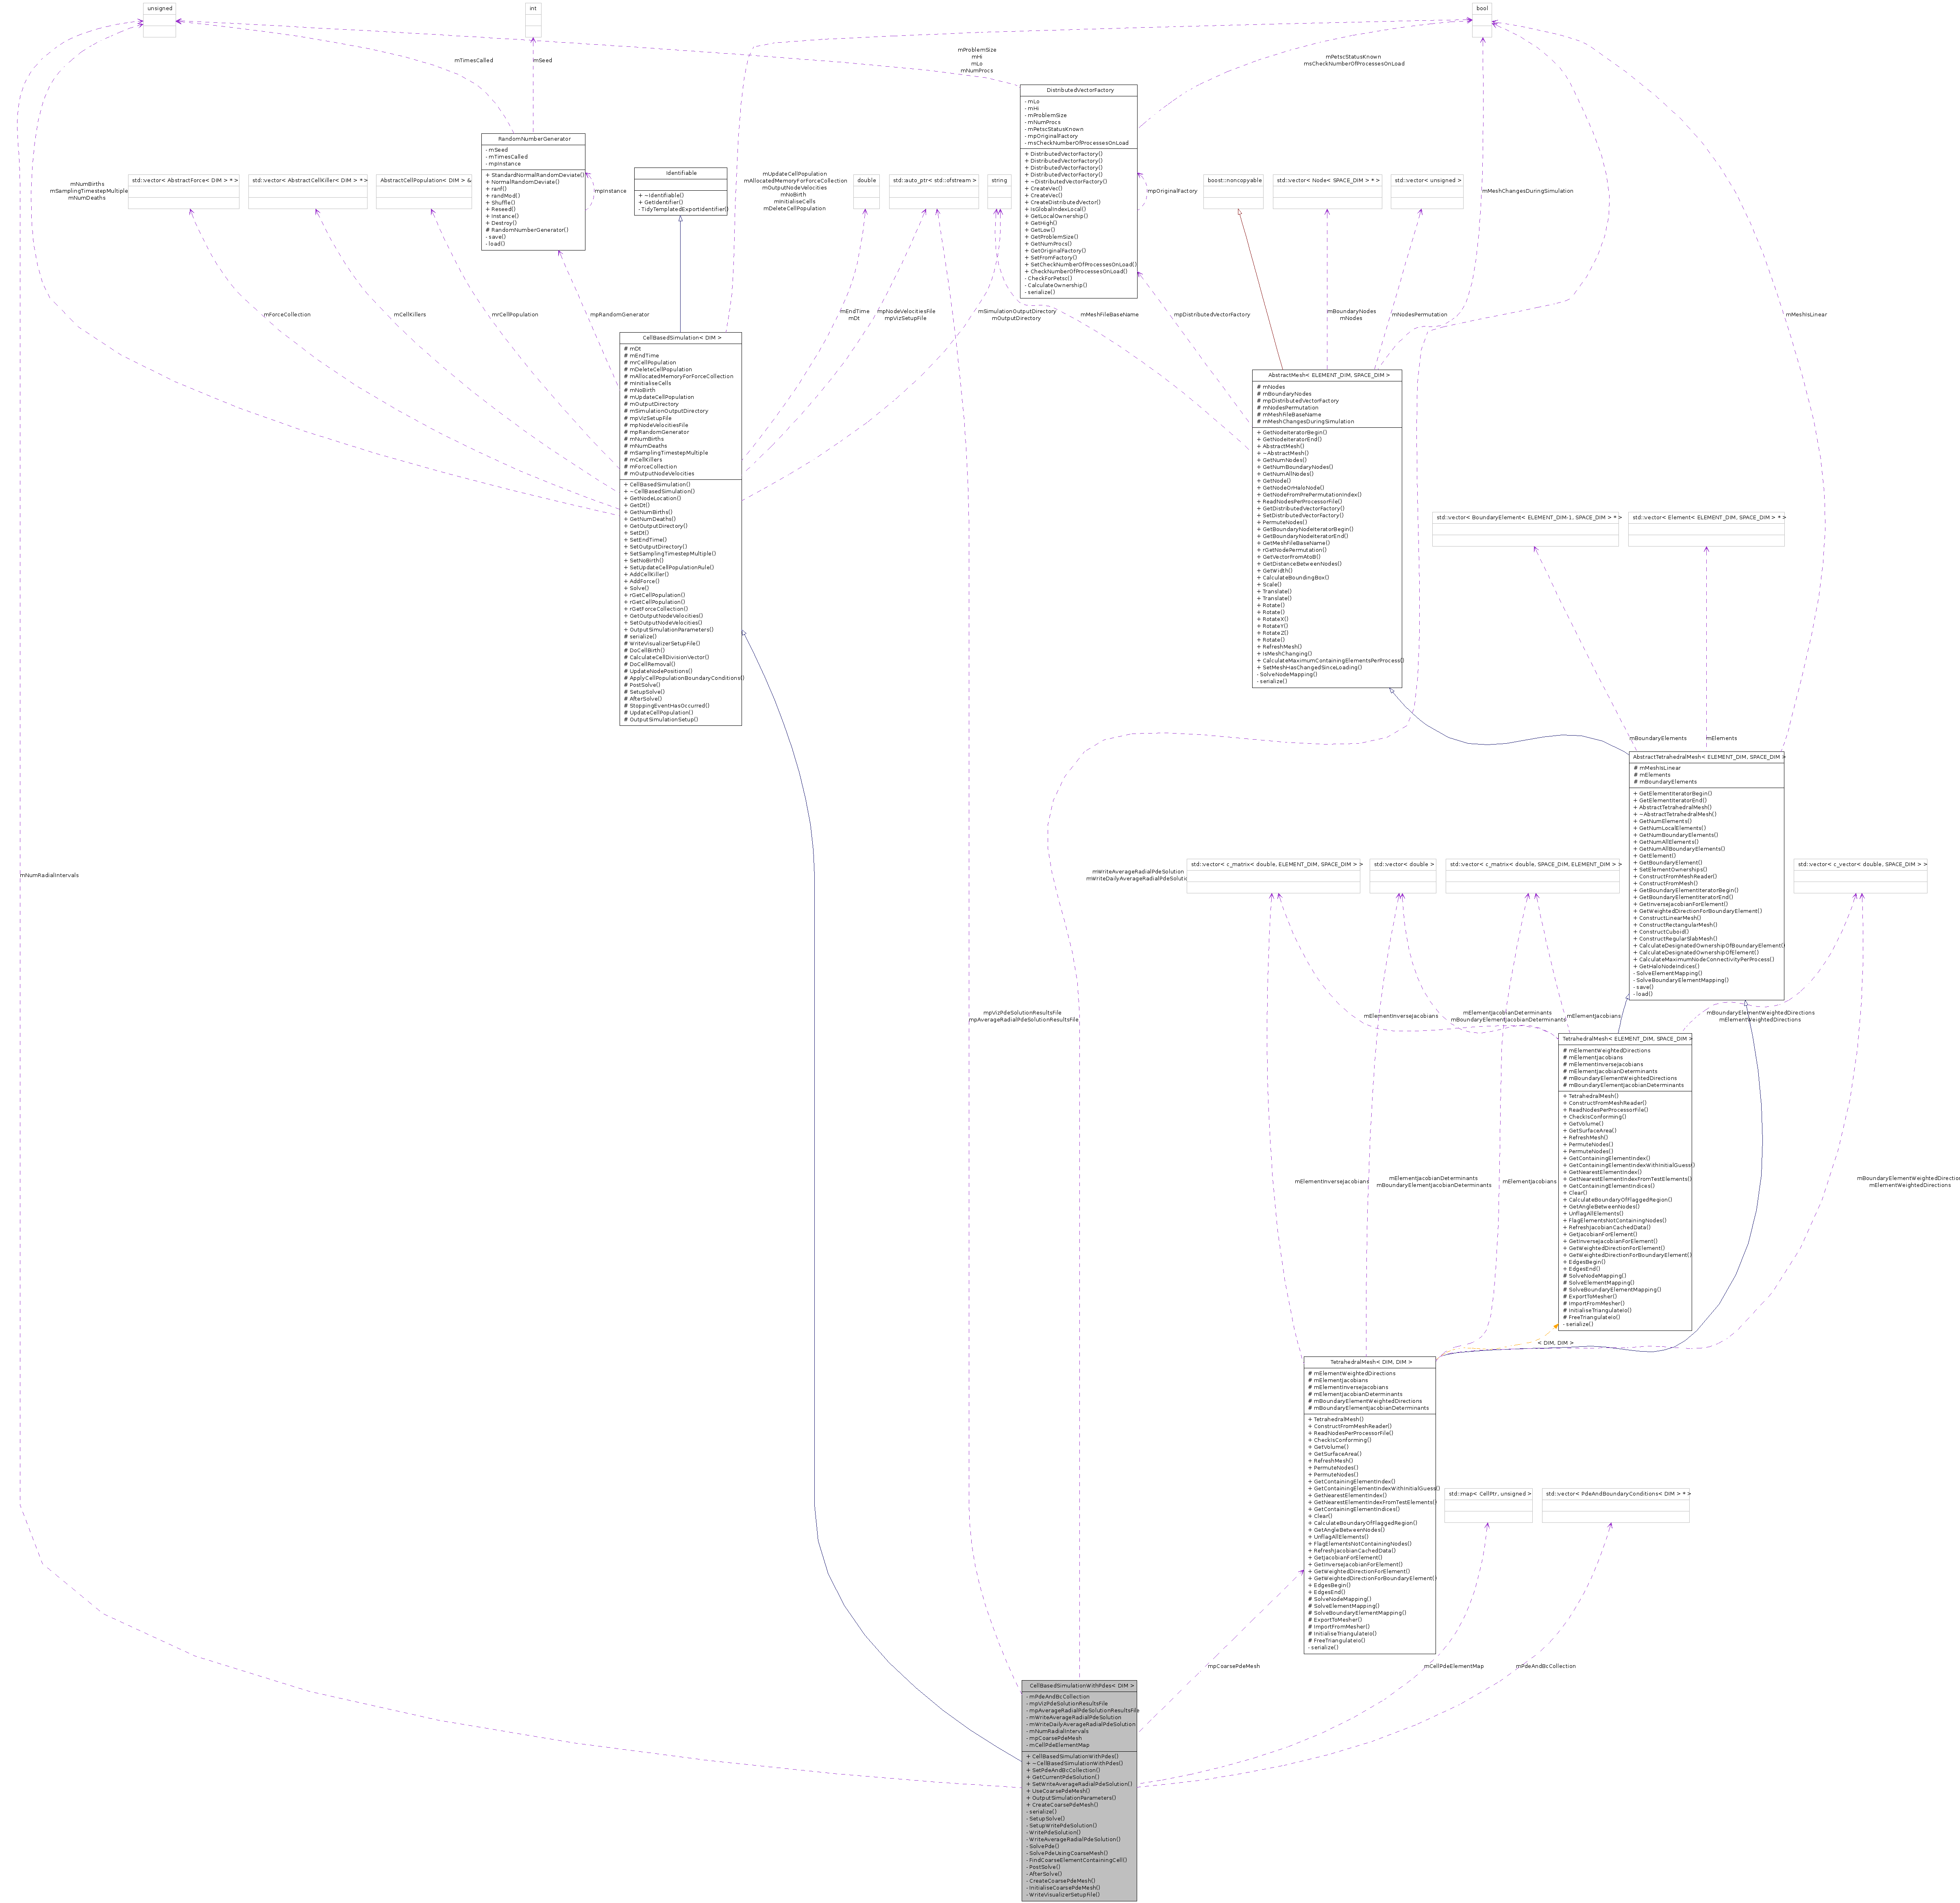 unsigned
int
bool
mTimesCalled
mSeed
mProblemSize
mHi
mLo
mNumProcs
mPetscStatusKnown
msCheckNumberOfProcessesOnLoad
DistributedVectorFactory
- mLo
- mHi
- mProblemSize
- mNumProcs
- mPetscStatusKnown
- mpOriginalFactory
- msCheckNumberOfProcessesOnLoad
+ DistributedVectorFactory()
+ DistributedVectorFactory()
+ DistributedVectorFactory()
+ DistributedVectorFactory()
+ ~DistributedVectorFactory()
+ CreateVec()
+ CreateVec()
+ CreateDistributedVector()
+ IsGlobalIndexLocal()
+ GetLocalOwnership()
+ GetHigh()
+ GetLow()
+ GetProblemSize()
+ GetNumProcs()
+ GetOriginalFactory()
+ SetFromFactory()
+ SetCheckNumberOfProcessesOnLoad()
+ CheckNumberOfProcessesOnLoad()
- CheckForPetsc()
- CalculateOwnership()
- serialize()
RandomNumberGenerator
- mSeed
- mTimesCalled
- mpInstance
+ StandardNormalRandomDeviate()
+ NormalRandomDeviate()
+ ranf()
+ randMod()
+ Shuffle()
+ Reseed()
+ Instance()
+ Destroy()
# RandomNumberGenerator()
- save()
- load()
mpInstance
Identifiable
+ ~Identifiable()
+ GetIdentifier()
- TidyTemplatedExportIdentifier()
mNumBirths
mSamplingTimestepMultiple
mNumDeaths
std::vector< AbstractForce< DIM > * >
std::vector< AbstractCellKiller< DIM > * >
AbstractCellPopulation< DIM > &
mUpdateCellPopulation
mAllocatedMemoryForForceCollection
mOutputNodeVelocities
mNoBirth
mInitialiseCells
mDeleteCellPopulation
double
std::auto_ptr< std::ofstream >
string
mpOriginalFactory
boost::noncopyable
std::vector< Node< SPACE_DIM > * >
std::vector< unsigned >
mMeshChangesDuringSimulation
mForceCollection
mCellKillers
mrCellPopulation
mpRandomGenerator
mEndTime
mDt
mpNodeVelocitiesFile
mpVizSetupFile
mSimulationOutputDirectory
mOutputDirectory
mMeshFileBaseName
mpDistributedVectorFactory
mBoundaryNodes
mNodes
mNodesPermutation
mMeshIsLinear
CellBasedSimulation< DIM >
# mDt
# mEndTime
# mrCellPopulation
# mDeleteCellPopulation
# mAllocatedMemoryForForceCollection
# mInitialiseCells
# mNoBirth
# mUpdateCellPopulation
# mOutputDirectory
# mSimulationOutputDirectory
# mpVizSetupFile
# mpNodeVelocitiesFile
# mpRandomGenerator
# mNumBirths
# mNumDeaths
# mSamplingTimestepMultiple
# mCellKillers
# mForceCollection
# mOutputNodeVelocities
+ CellBasedSimulation()
+ ~CellBasedSimulation()
+ GetNodeLocation()
+ GetDt()
+ GetNumBirths()
+ GetNumDeaths()
+ GetOutputDirectory()
+ SetDt()
+ SetEndTime()
+ SetOutputDirectory()
+ SetSamplingTimestepMultiple()
+ SetNoBirth()
+ SetUpdateCellPopulationRule()
+ AddCellKiller()
+ AddForce()
+ Solve()
+ rGetCellPopulation()
+ rGetCellPopulation()
+ rGetForceCollection()
+ GetOutputNodeVelocities()
+ SetOutputNodeVelocities()
+ OutputSimulationParameters()
# serialize()
# WriteVisualizerSetupFile()
# DoCellBirth()
# CalculateCellDivisionVector()
# DoCellRemoval()
# UpdateNodePositions()
# ApplyCellPopulationBoundaryConditions()
# PostSolve()
# SetupSolve()
# AfterSolve()
# StoppingEventHasOccurred()
# UpdateCellPopulation()
# OutputSimulationSetup()
AbstractMesh< ELEMENT_DIM, SPACE_DIM >
# mNodes
# mBoundaryNodes
# mpDistributedVectorFactory
# mNodesPermutation
# mMeshFileBaseName
# mMeshChangesDuringSimulation
+ GetNodeIteratorBegin()
+ GetNodeIteratorEnd()
+ AbstractMesh()
+ ~AbstractMesh()
+ GetNumNodes()
+ GetNumBoundaryNodes()
+ GetNumAllNodes()
+ GetNode()
+ GetNodeOrHaloNode()
+ GetNodeFromPrePermutationIndex()
+ ReadNodesPerProcessorFile()
+ GetDistributedVectorFactory()
+ SetDistributedVectorFactory()
+ PermuteNodes()
+ GetBoundaryNodeIteratorBegin()
+ GetBoundaryNodeIteratorEnd()
+ GetMeshFileBaseName()
+ rGetNodePermutation()
+ GetVectorFromAtoB()
+ GetDistanceBetweenNodes()
+ GetWidth()
+ CalculateBoundingBox()
+ Scale()
+ Translate()
+ Translate()
+ Rotate()
+ Rotate()
+ RotateX()
+ RotateY()
+ RotateZ()
+ Rotate()
+ RefreshMesh()
+ IsMeshChanging()
+ CalculateMaximumContainingElementsPerProcess()
+ SetMeshHasChangedSinceLoading()
- SolveNodeMapping()
- serialize()
std::vector< BoundaryElement< ELEMENT_DIM-1, SPACE_DIM > * >
std::vector< Element< ELEMENT_DIM, SPACE_DIM > * >
mBoundaryElements
mElements
AbstractTetrahedralMesh< ELEMENT_DIM, SPACE_DIM >
# mMeshIsLinear
# mElements
# mBoundaryElements
+ GetElementIteratorBegin()
+ GetElementIteratorEnd()
+ AbstractTetrahedralMesh()
+ ~AbstractTetrahedralMesh()
+ GetNumElements()
+ GetNumLocalElements()
+ GetNumBoundaryElements()
+ GetNumAllElements()
+ GetNumAllBoundaryElements()
+ GetElement()
+ GetBoundaryElement()
+ SetElementOwnerships()
+ ConstructFromMeshReader()
+ ConstructFromMesh()
+ GetBoundaryElementIteratorBegin()
+ GetBoundaryElementIteratorEnd()
+ GetInverseJacobianForElement()
+ GetWeightedDirectionForBoundaryElement()
+ ConstructLinearMesh()
+ ConstructRectangularMesh()
+ ConstructCuboid()
+ ConstructRegularSlabMesh()
+ CalculateDesignatedOwnershipOfBoundaryElement()
+ CalculateDesignatedOwnershipOfElement()
+ CalculateMaximumNodeConnectivityPerProcess()
+ GetHaloNodeIndices()
- SolveElementMapping()
- SolveBoundaryElementMapping()
- save()
- load()
mNumRadialIntervals
mWriteAverageRadialPdeSolution
mWriteDailyAverageRadialPdeSolution
std::vector< c_matrix< double, ELEMENT_DIM, SPACE_DIM > >
std::vector< double >
std::vector< c_matrix< double, SPACE_DIM, ELEMENT_DIM > >
std::vector< c_vector< double, SPACE_DIM > >
mpVizPdeSolutionResultsFile
mpAverageRadialPdeSolutionResultsFile
mElementInverseJacobians
mElementJacobianDeterminants
mBoundaryElementJacobianDeterminants
mElementJacobians
mBoundaryElementWeightedDirections
mElementWeightedDirections
TetrahedralMesh< ELEMENT_DIM, SPACE_DIM >
# mElementWeightedDirections
# mElementJacobians
# mElementInverseJacobians
# mElementJacobianDeterminants
# mBoundaryElementWeightedDirections
# mBoundaryElementJacobianDeterminants
+ TetrahedralMesh()
+ ConstructFromMeshReader()
+ ReadNodesPerProcessorFile()
+ CheckIsConforming()
+ GetVolume()
+ GetSurfaceArea()
+ RefreshMesh()
+ PermuteNodes()
+ PermuteNodes()
+ GetContainingElementIndex()
+ GetContainingElementIndexWithInitialGuess()
+ GetNearestElementIndex()
+ GetNearestElementIndexFromTestElements()
+ GetContainingElementIndices()
+ Clear()
+ CalculateBoundaryOfFlaggedRegion()
+ GetAngleBetweenNodes()
+ UnflagAllElements()
+ FlagElementsNotContainingNodes()
+ RefreshJacobianCachedData()
+ GetJacobianForElement()
+ GetInverseJacobianForElement()
+ GetWeightedDirectionForElement()
+ GetWeightedDirectionForBoundaryElement()
+ EdgesBegin()
+ EdgesEnd()
# SolveNodeMapping()
# SolveElementMapping()
# SolveBoundaryElementMapping()
# ExportToMesher()
# ImportFromMesher()
# InitialiseTriangulateIo()
# FreeTriangulateIo()
- serialize()
mElementInverseJacobians
mElementJacobianDeterminants
mBoundaryElementJacobianDeterminants
mElementJacobians
mBoundaryElementWeightedDirections
mElementWeightedDirections
< DIM, DIM >
TetrahedralMesh< DIM, DIM >
# mElementWeightedDirections
# mElementJacobians
# mElementInverseJacobians
# mElementJacobianDeterminants
# mBoundaryElementWeightedDirections
# mBoundaryElementJacobianDeterminants
+ TetrahedralMesh()
+ ConstructFromMeshReader()
+ ReadNodesPerProcessorFile()
+ CheckIsConforming()
+ GetVolume()
+ GetSurfaceArea()
+ RefreshMesh()
+ PermuteNodes()
+ PermuteNodes()
+ GetContainingElementIndex()
+ GetContainingElementIndexWithInitialGuess()
+ GetNearestElementIndex()
+ GetNearestElementIndexFromTestElements()
+ GetContainingElementIndices()
+ Clear()
+ CalculateBoundaryOfFlaggedRegion()
+ GetAngleBetweenNodes()
+ UnflagAllElements()
+ FlagElementsNotContainingNodes()
+ RefreshJacobianCachedData()
+ GetJacobianForElement()
+ GetInverseJacobianForElement()
+ GetWeightedDirectionForElement()
+ GetWeightedDirectionForBoundaryElement()
+ EdgesBegin()
+ EdgesEnd()
# SolveNodeMapping()
# SolveElementMapping()
# SolveBoundaryElementMapping()
# ExportToMesher()
# ImportFromMesher()
# InitialiseTriangulateIo()
# FreeTriangulateIo()
- serialize()
std::map< CellPtr, unsigned >
std::vector< PdeAndBoundaryConditions< DIM > * >
mpCoarsePdeMesh
mCellPdeElementMap
mPdeAndBcCollection
CellBasedSimulationWithPdes< DIM >
- mPdeAndBcCollection
- mpVizPdeSolutionResultsFile
- mpAverageRadialPdeSolutionResultsFile
- mWriteAverageRadialPdeSolution
- mWriteDailyAverageRadialPdeSolution
- mNumRadialIntervals
- mpCoarsePdeMesh
- mCellPdeElementMap
+ CellBasedSimulationWithPdes()
+ ~CellBasedSimulationWithPdes()
+ SetPdeAndBcCollection()
+ GetCurrentPdeSolution()
+ SetWriteAverageRadialPdeSolution()
+ UseCoarsePdeMesh()
+ OutputSimulationParameters()
+ CreateCoarsePdeMesh()
- serialize()
- SetupSolve()
- SetupWritePdeSolution()
- WritePdeSolution()
- WriteAverageRadialPdeSolution()
- SolvePde()
- SolvePdeUsingCoarseMesh()
- FindCoarseElementContainingCell()
- PostSolve()
- AfterSolve()
- CreateCoarsePdeMesh()
- InitialiseCoarsePdeMesh()
- WriteVisualizerSetupFile()